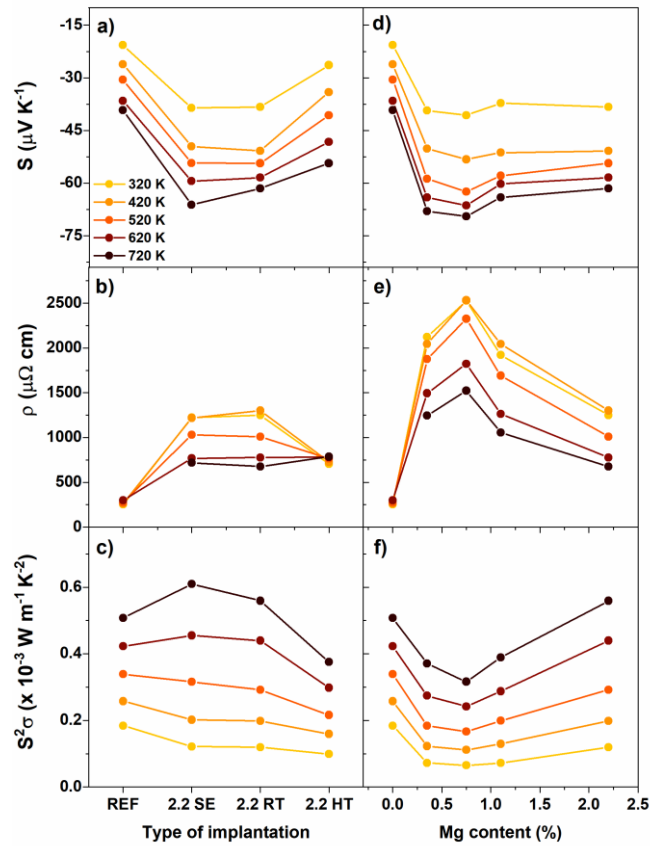 a)
d)
-15
-30
-45
-60
-75
S (μV K⁻¹)
320 K
420 K
520 K
620 K
720 K
b)
e)
2500
2000
1500
1000
500
0
ρ (μΩ cm)
c)
f)
0.6
0.4
0.2
0.0
S²σ (x 10⁻³ W m⁻¹ K⁻²)
REF 2.2 SE 2.2 RT 2.2 HT
0.0 0.5 1.0 1.5 2.0 2.5
Type of implantation
Mg content (%)